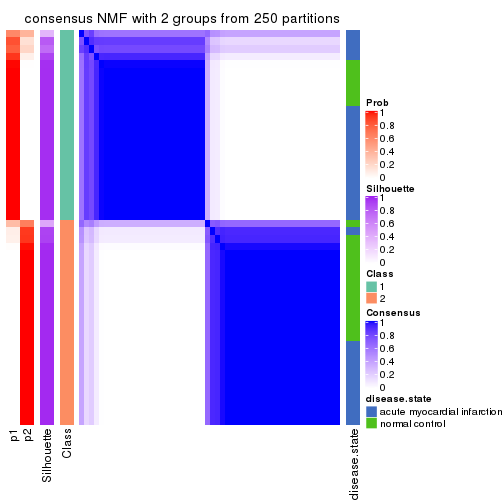 consensus NMF with 2 groups from 250 partitions
Prob
1
0.8
0.6
0.4
0.2
0
Silhouette
1
0.8
0.6
0.4
0.2
0
Class
1
2
Consensus
1
0.8
0.6
0.4
0.2
0
disease.state
acute myocardial infarction
normal control
p1
p2
Silhouette
Class
disease.state